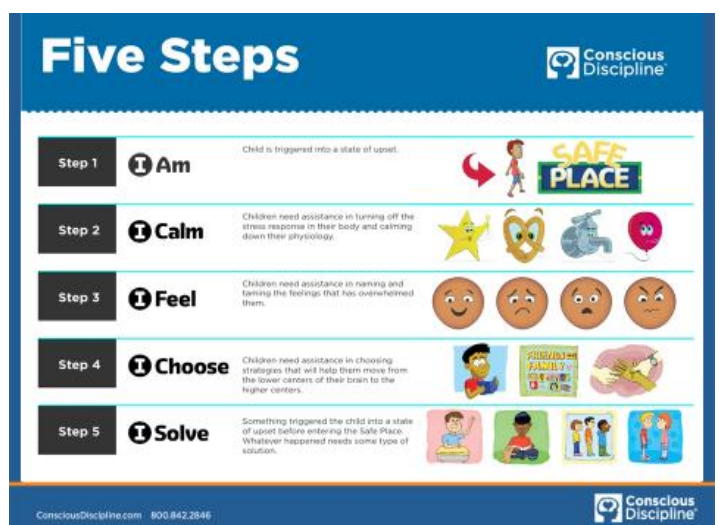 Five Steps
Conscious
Discipline®
Step 1
I Am
Child is triggered into a state of upset.
SAFE
PLACE
Step 2
I Calm
Children need assistance in turning off the
stress response in their body and calming
down their physiology.
Step 3
I Feel
Children need assistance in naming and
taming the feelings that has overwhelmed
them.
Step 4
I Choose
Children need assistance in choosing
strategies that will help them move from
the lower centers of their brain to the
higher centers.
FRIENDS
FAMILY
Step 5
I Solve
Something triggered the child into a state
of upset before entering the Safe Place.
Whatever happened needs some type of
solution.
ConsciousDiscipline.com 800.842.2846
Conscious
Discipline®